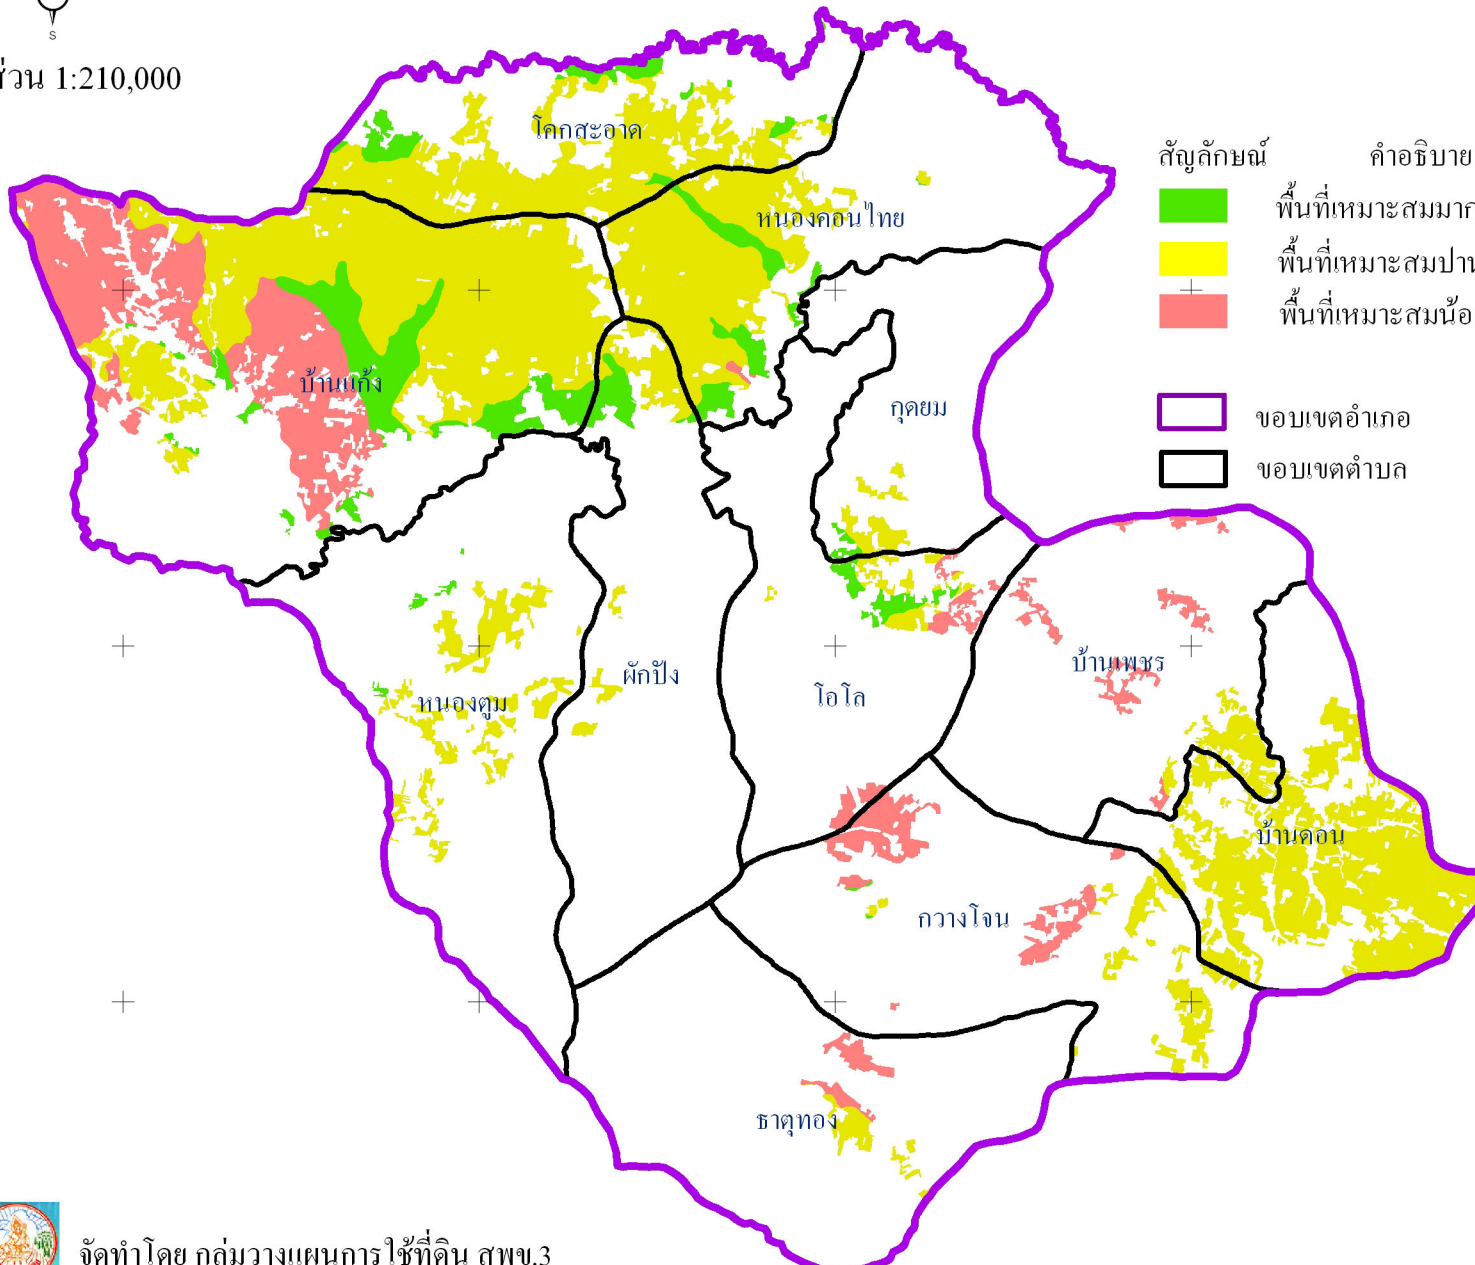 S
ส่วน 1:210,000
โคกสะอาด
สัญลักษณ์ คำอธิบาย
หนองคอนไทย
พื้นที่เหมาะสมมาก
พื้นที่เหมาะสมปาน
พื้นที่เหมาะสมน้อ
บ้านแก้ง
กุดยม
ขอบเขตอำเภอ
ขอบเขตตำบล
บ้านเพชร
ผักปัง
โอโล
หนองตูม
บ้านดอน
กวางโจน
ธาตุทอง
จัดทำโดย กลุ่มวางแผนการใช้ที่ดิน สพข.3